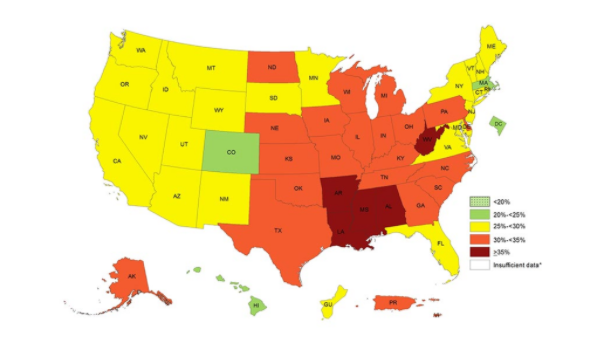 WA
OR
CA
ID
NV
MT
WY
UT
AZ
CO
NM
ND
SD
NE
KS
OK
TX
MN
IA
MO
AR
LA
WI
IL
MS
MI
IN
KY
TN
AL
OH
WV
GA
FL
SC
NC
VA
PA
NY
MD
NJ
CT
MA
VT
NH
ME
DC
AK
HI
GU
PR
<20%
20%-<25%
25%-<30%
30%-<35%
≥35%
Insufficient data*